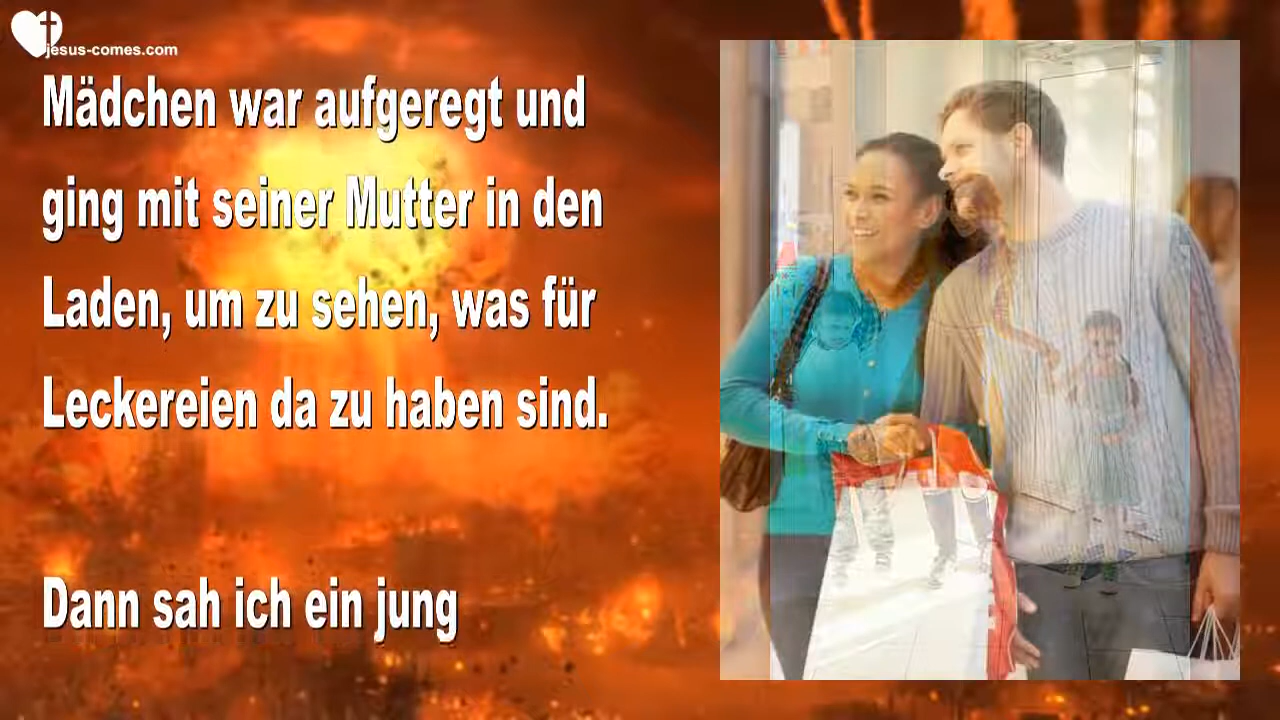 jesus-comes.com
Mädchen war aufgeregt und
ging mit seiner Mutter in den
Laden, um zu sehen, was für
Leckereien da zu haben sind.
Dann sah ich ein jung